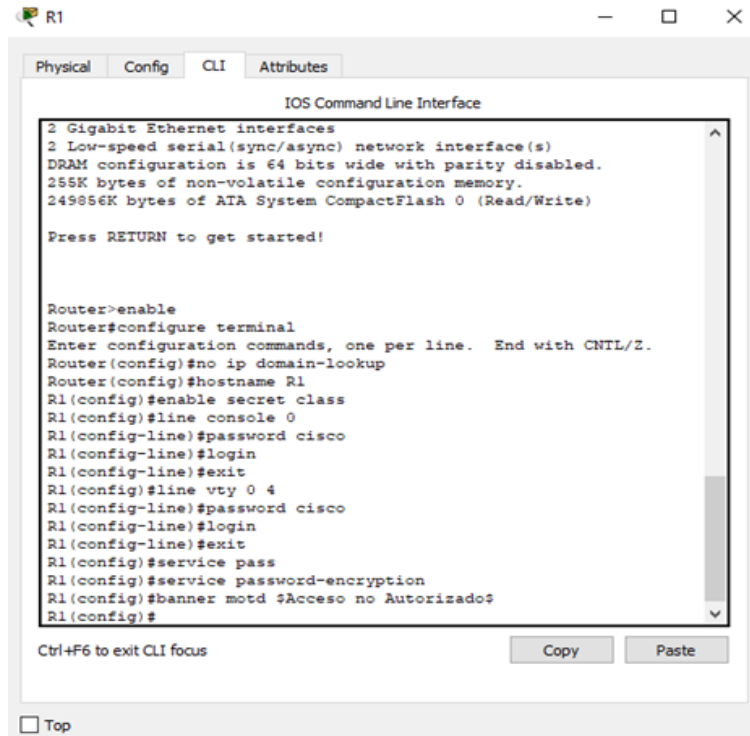 R1
Physical Config CLI Attributes
IOS Command Line Interface
2 Gigabit Ethernet interfaces
2 Low-speed serial(sync/async) network interface(s)
DRAM configuration is 64 bits wide with parity disabled.
255K bytes of non-volatile configuration memory.
249856K bytes of ATA System CompactFlash 0 (Read/Write)
Press RETURN to get started!
Router>enable
Router#configure terminal
Enter configuration commands, one per line.  End with CNTL/Z.
Router(config)#no ip domain-lookup
Router(config)#hostname R1
R1(config)#enable secret class
R1(config)#line console 0
R1(config-line)#password cisco
R1(config-line)#login
R1(config-line)#exit
R1(config)#line vty 0 4
R1(config-line)#password cisco
R1(config-line)#login
R1(config-line)#exit
R1(config)#service pass
R1(config)#service password-encryption
R1(config)#banner motd $Acceso no Autorizado$
R1(config)#
Ctrl+F6 to exit CLI focus Copy Paste
Top